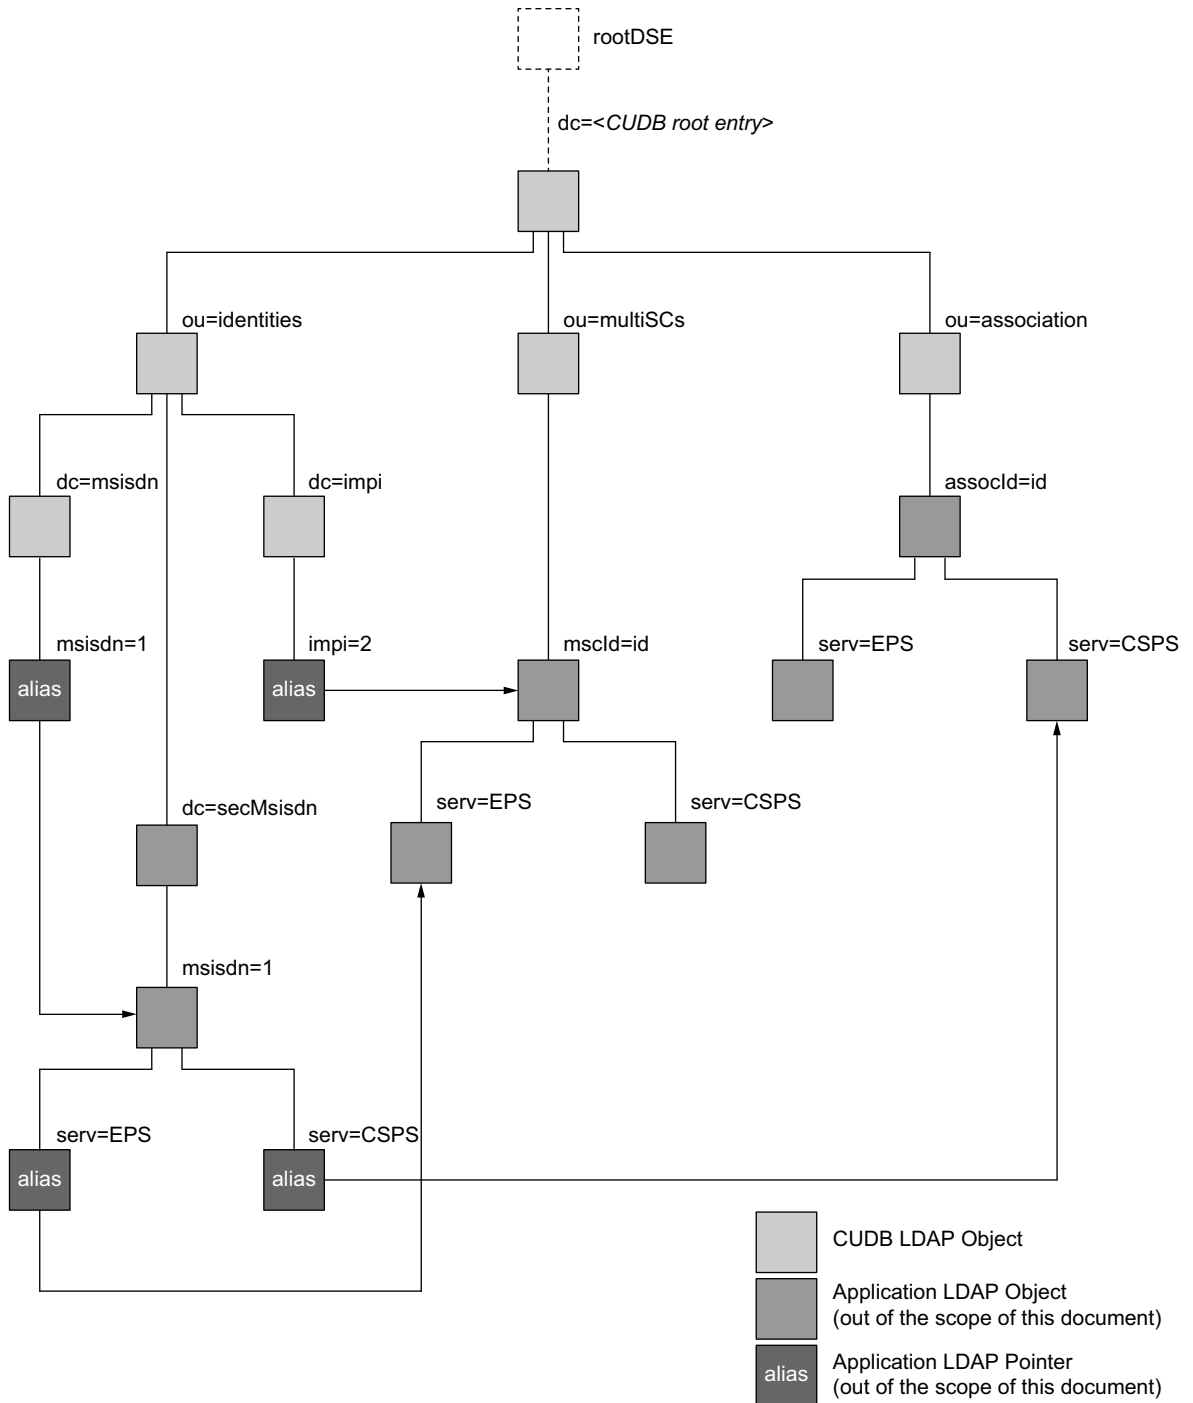 rootDSE
dc=<CUDB root entry>
ou=identities
ou=multiSCs
ou=association
dc=msisdn
dc=impi
assocId=id
msisdn=1
impi=2
mscId=id
serv=EPS
serv=CSPS
alias
alias
dc=secMsisdn
serv=EPS
serv=CSPS
msisdn=1
serv=EPS
serv=CSPS
alias
alias
CUDB LDAP Object
Application LDAP Object
(out of the scope of this document)
alias
Application LDAP Pointer
(out of the scope of this document)